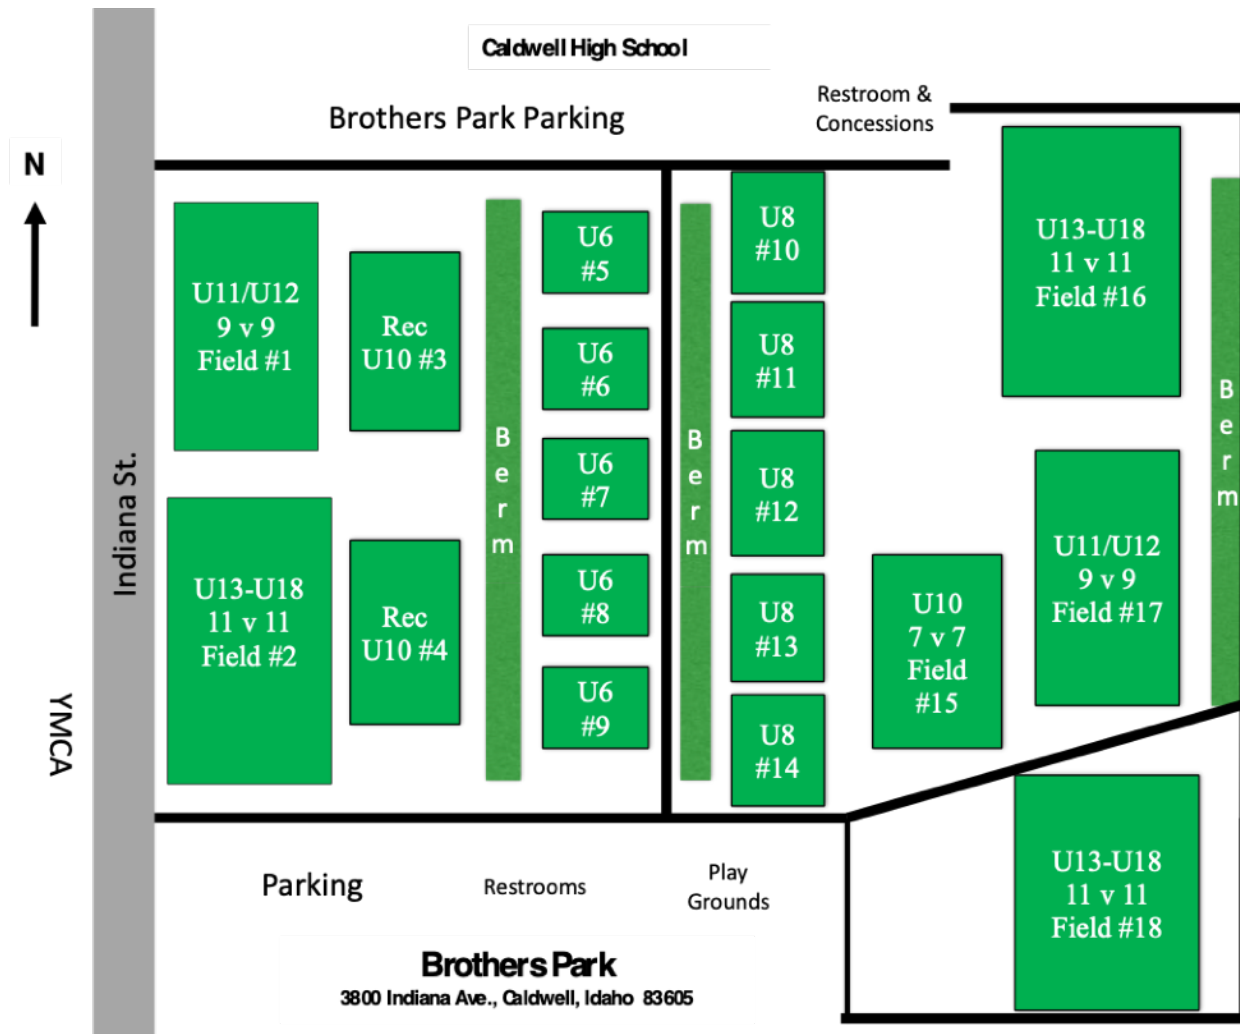 Caldwell High School
Brothers Park Parking
Restroom &
Concessions
N
Indiana St.
YMCA
U11/U12
9 v 9
Field #1
U13-U18
11 v 11
Field #2
Rec
U10 #3
Rec
U10 #4
Berm
U6
#5
U6
#6
U6
#7
U6
#8
U6
#9
Berm
U8
#10
U8
#11
U8
#12
U8
#13
U8
#14
U10
7 v 7
Field
#15
U13-U18
11 v 11
Field #16
U11/U12
9 v 9
Field #17
Berm
U13-U18
11 v 11
Field #18
Parking
Restrooms
Play
Grounds
Brothers Park
3800 Indiana Ave., Caldwell, Idaho 83605